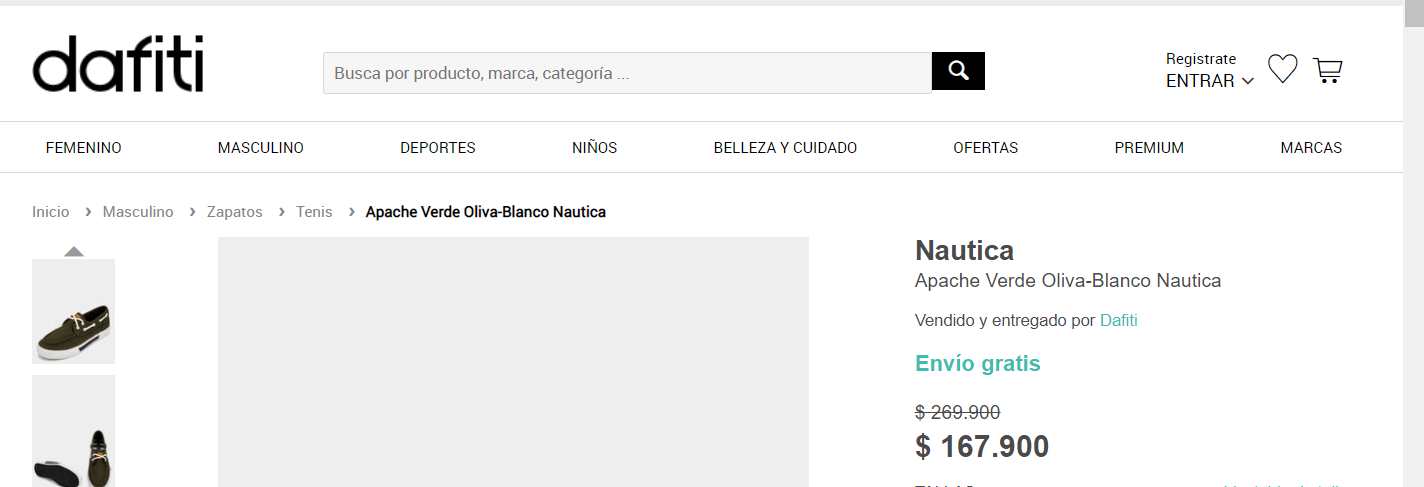 dafiti
Busca por producto, marca, categoría ...
Registrate
ENTRAR
FEMENINO MASCULINO DEPORTES NIÑOS BELLEZA Y CUIDADO OFERTAS PREMIUM MARCAS
Inicio › Masculino › Zapatos › Tenis › Apache Verde Oliva-Blanco Nautica
Nautica
Apache Verde Oliva-Blanco Nautica
Vendido y entregado por Dafiti
Envío gratis
$ 269.900
$ 167.900